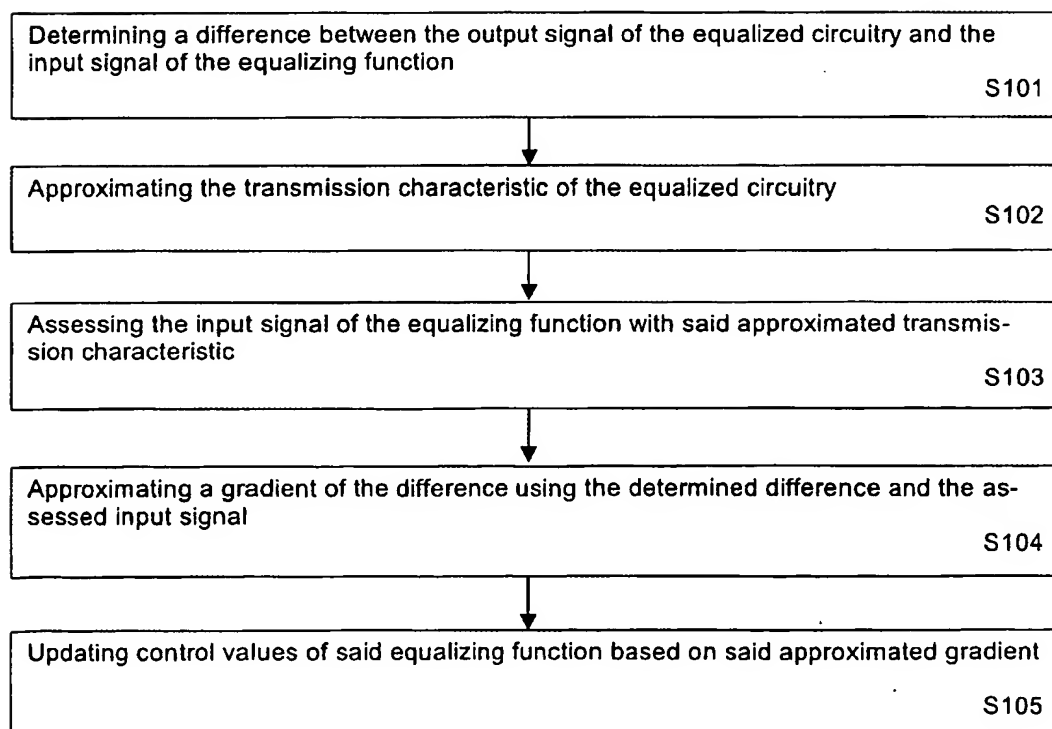 Determining a difference between the output signal of the equalized circuitry and the
input signal of the equalizing function
S101
Approximating the transmission characteristic of the equalized circuitry
S102
Assessing the input signal of the equalizing function with said approximated transmis-
sion characteristic
S103
Approximating a gradient of the difference using the determined difference and the as-
sessed input signal
S104
Updating control values of said equalizing function based on said approximated gradient
S105